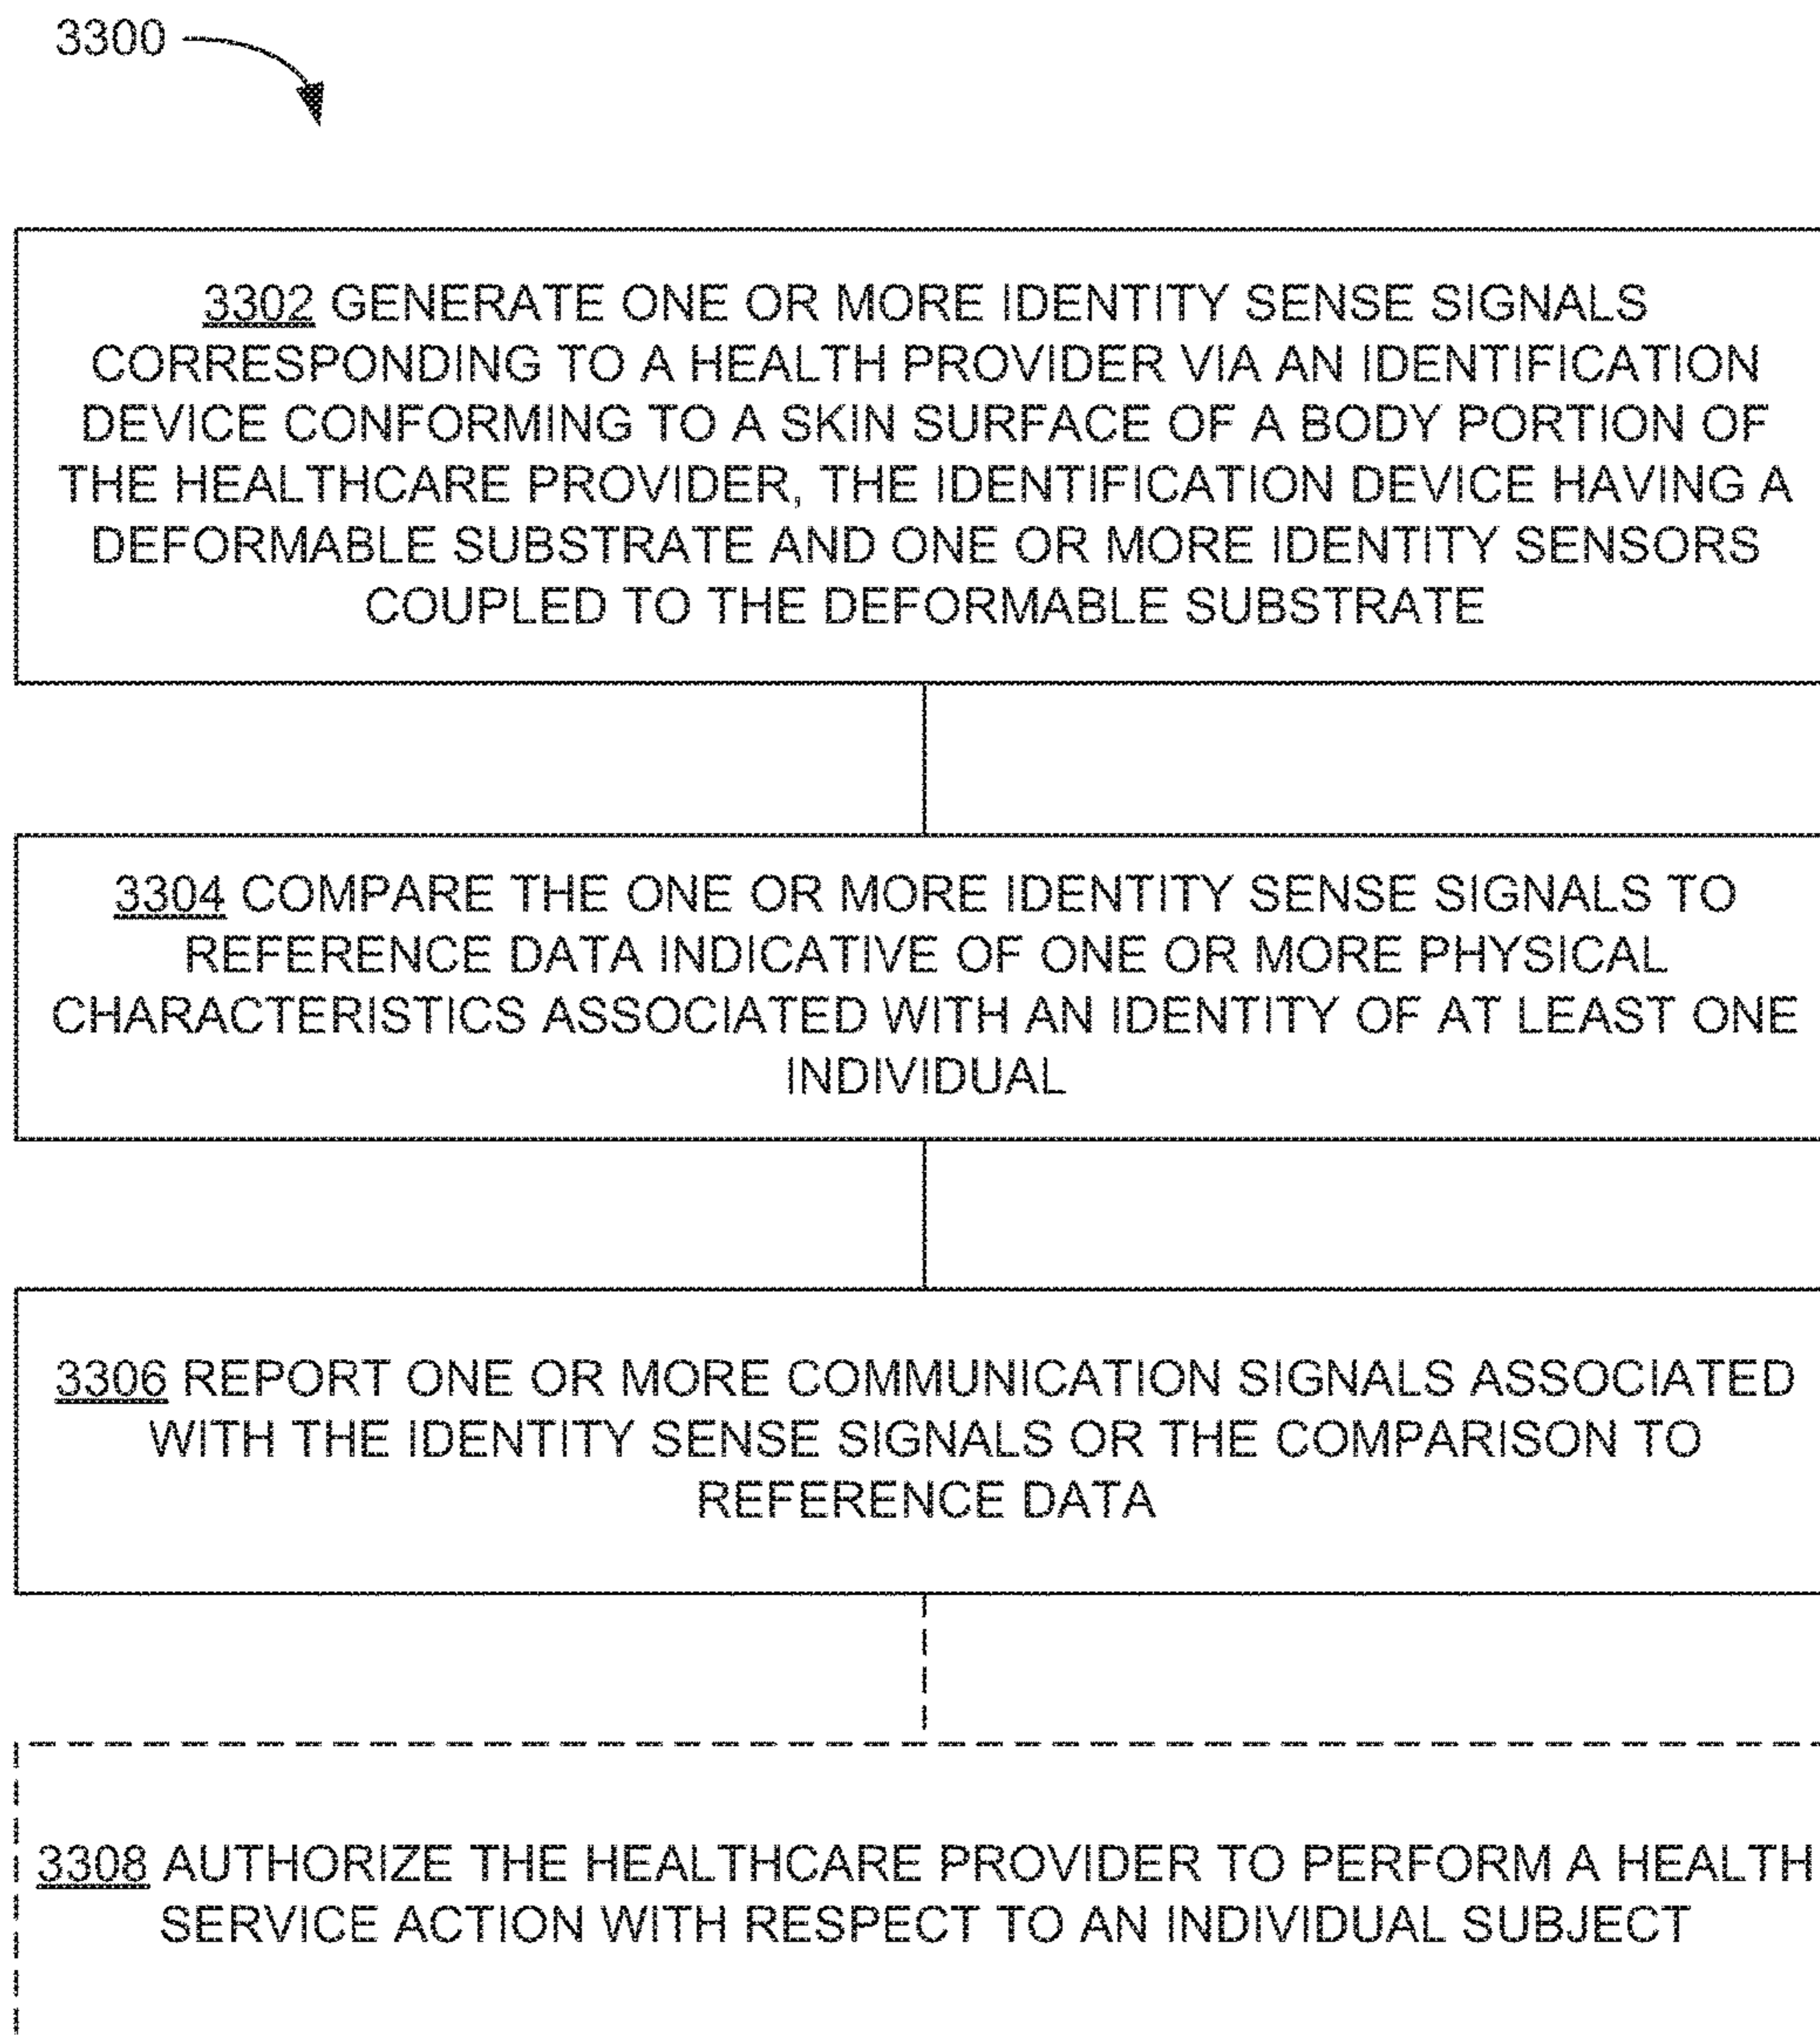 3300
3302 GENERATE ONE OR MORE IDENTITY SENSE SIGNALS
CORRESPONDING TO A HEALTH PROVIDER VIA AN IDENTIFICATION
DEVICE CONFORMING TO A SKIN SURFACE OF A BODY PORTION OF
THE HEALTHCARE PROVIDER, THE IDENTIFICATION DEVICE HAVING A
DEFORMABLE SUBSTRATE AND ONE OR MORE IDENTITY SENSORS
COUPLED TO THE DEFORMABLE SUBSTRATE
3304 COMPARE THE ONE OR MORE IDENTITY SENSE SIGNALS TO
REFERENCE DATA INDICATIVE OF ONE OR MORE PHYSICAL
CHARACTERISTICS ASSOCIATED WITH AN IDENTITY OF AT LEAST ONE
INDIVIDUAL
3306 REPORT ONE OR MORE COMMUNICATION SIGNALS ASSOCIATED
WITH THE IDENTITY SENSE SIGNALS OR THE COMPARISON TO
REFERENCE DATA
3308 AUTHORIZE THE HEALTHCARE PROVIDER TO PERFORM A HEALTH
SERVICE ACTION WITH RESPECT TO AN INDIVIDUAL SUBJECT